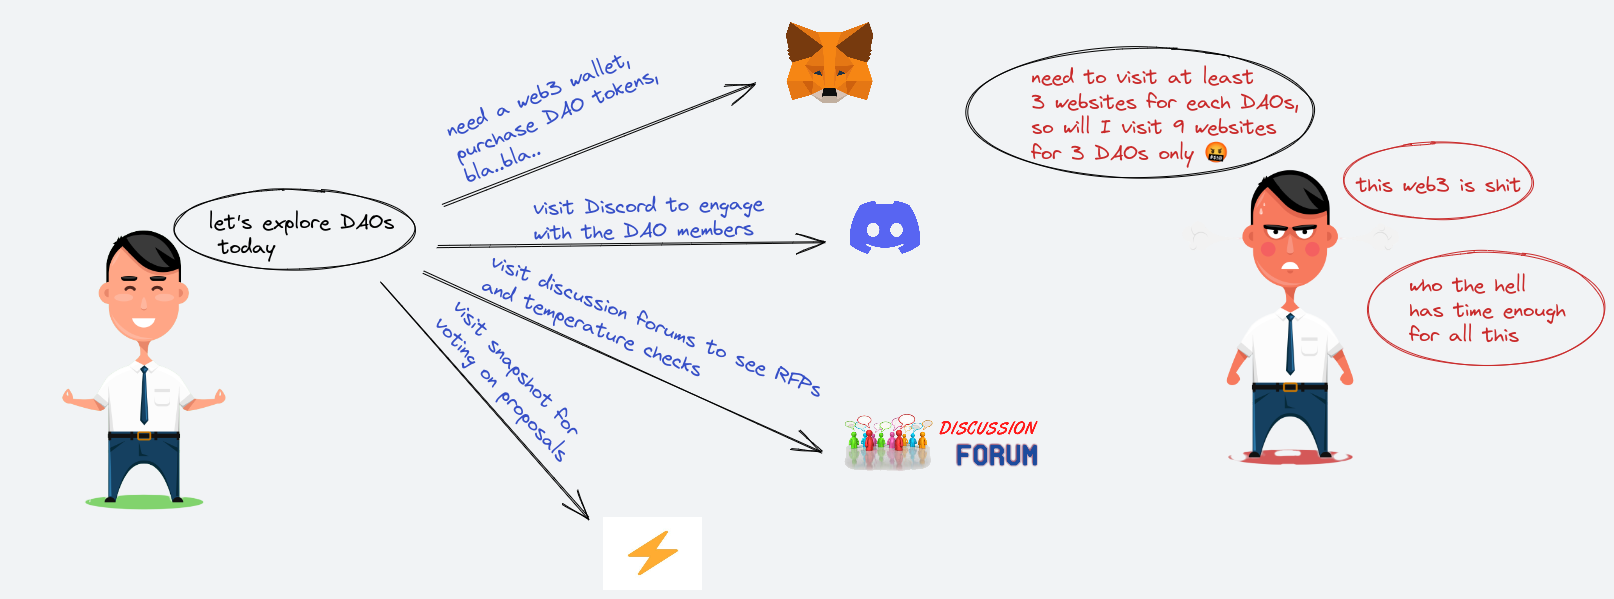 let's explore DAOs
today
need a web3 wallet,
purchase DAO tokens,
bla..bla..
visit Discord to engage
with the DAO members
visit discussion forums to see RFPs
and temperature checks
visit snapshot for
voting on proposals
DISCUSSION
FORUM
need to visit at least
3 websites for each DAOs,
so will I visit 9 websites
for 3 DAOs only 🤬
this web3 is shit
who the hell
has time enough
for all this